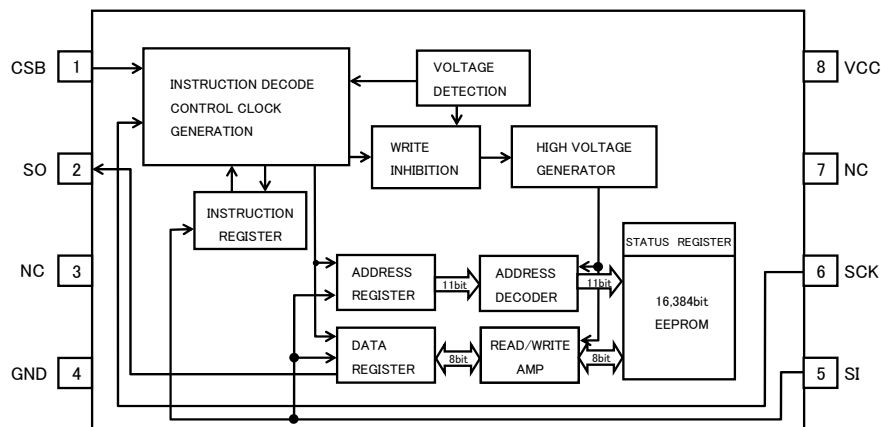 CSB
1
INSTRUCTION DECODE
CONTROL CLOCK
GENERATION
VOLTAGE
DETECTION
8
VCC
SO
2
WRITE
INHIBITION
HIGH VOLTAGE
GENERATOR
7
NC
INSTRUCTION
REGISTER
STATUS REGISTER
NC
3
ADDRESS
REGISTER
11bit
ADDRESS
DECODER
11bit
16,384bit
EEPROM
6
SCK
GND
4
DATA
REGISTER
8bit
READ/WRITE
AMP
8bit
5
SI